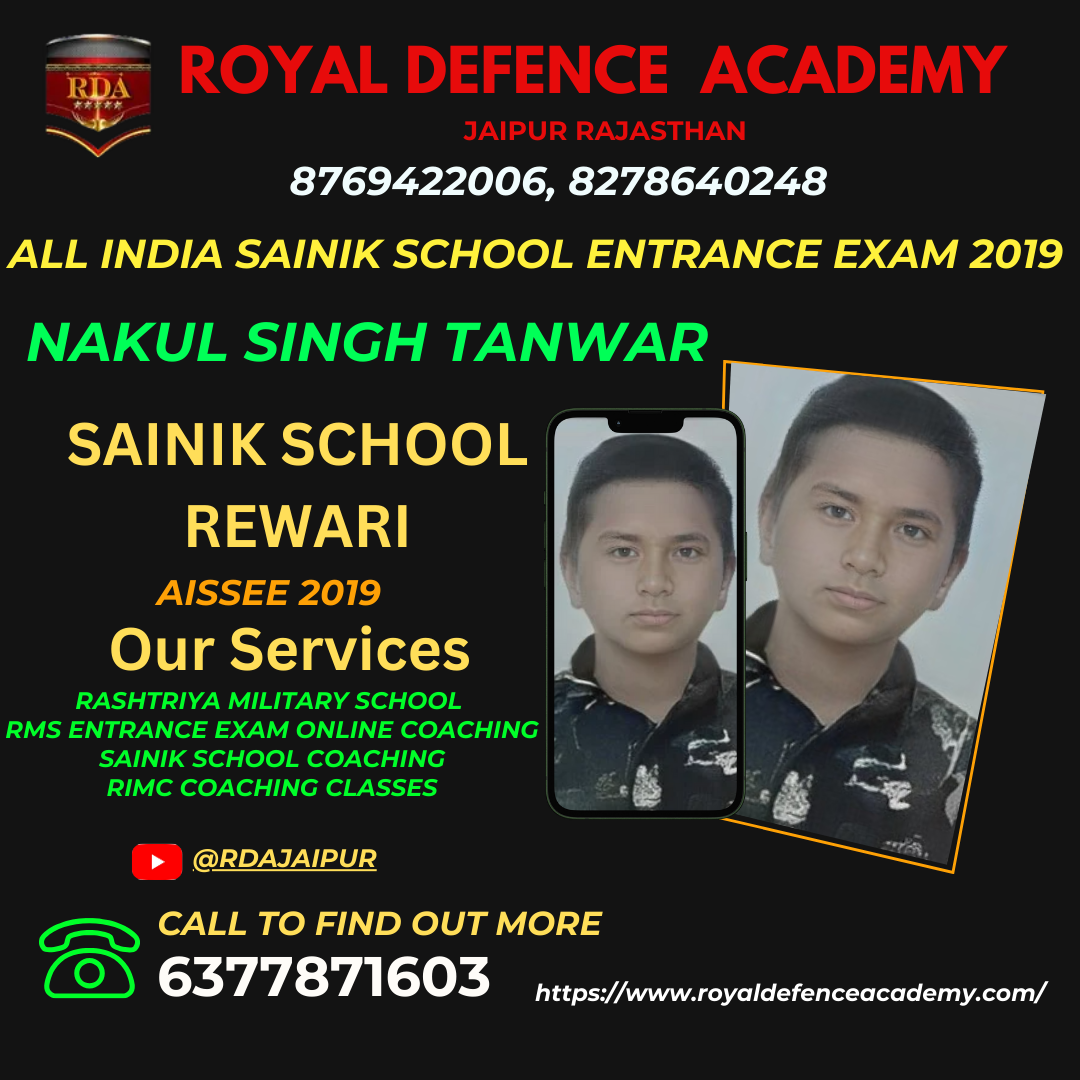 RDA
ROYAL DEFENCE ACADEMY
JAIPUR RAJASTHAN
8769422006, 8278640248
ALL INDIA SAINIK SCHOOL ENTRANCE EXAM 2019
NAKUL SINGH TANWAR
SAINIK SCHOOL
REWARI
AISSEE 2019
Our Services
RASHTRIYA MILITARY SCHOOL
RMS ENTRANCE EXAM ONLINE COACHING
SAINIK SCHOOL COACHING
RIMC COACHING CLASSES
@RDAJAIPUR
CALL TO FIND OUT MORE
6377871603
https://www.royaldefenceacademy.com/